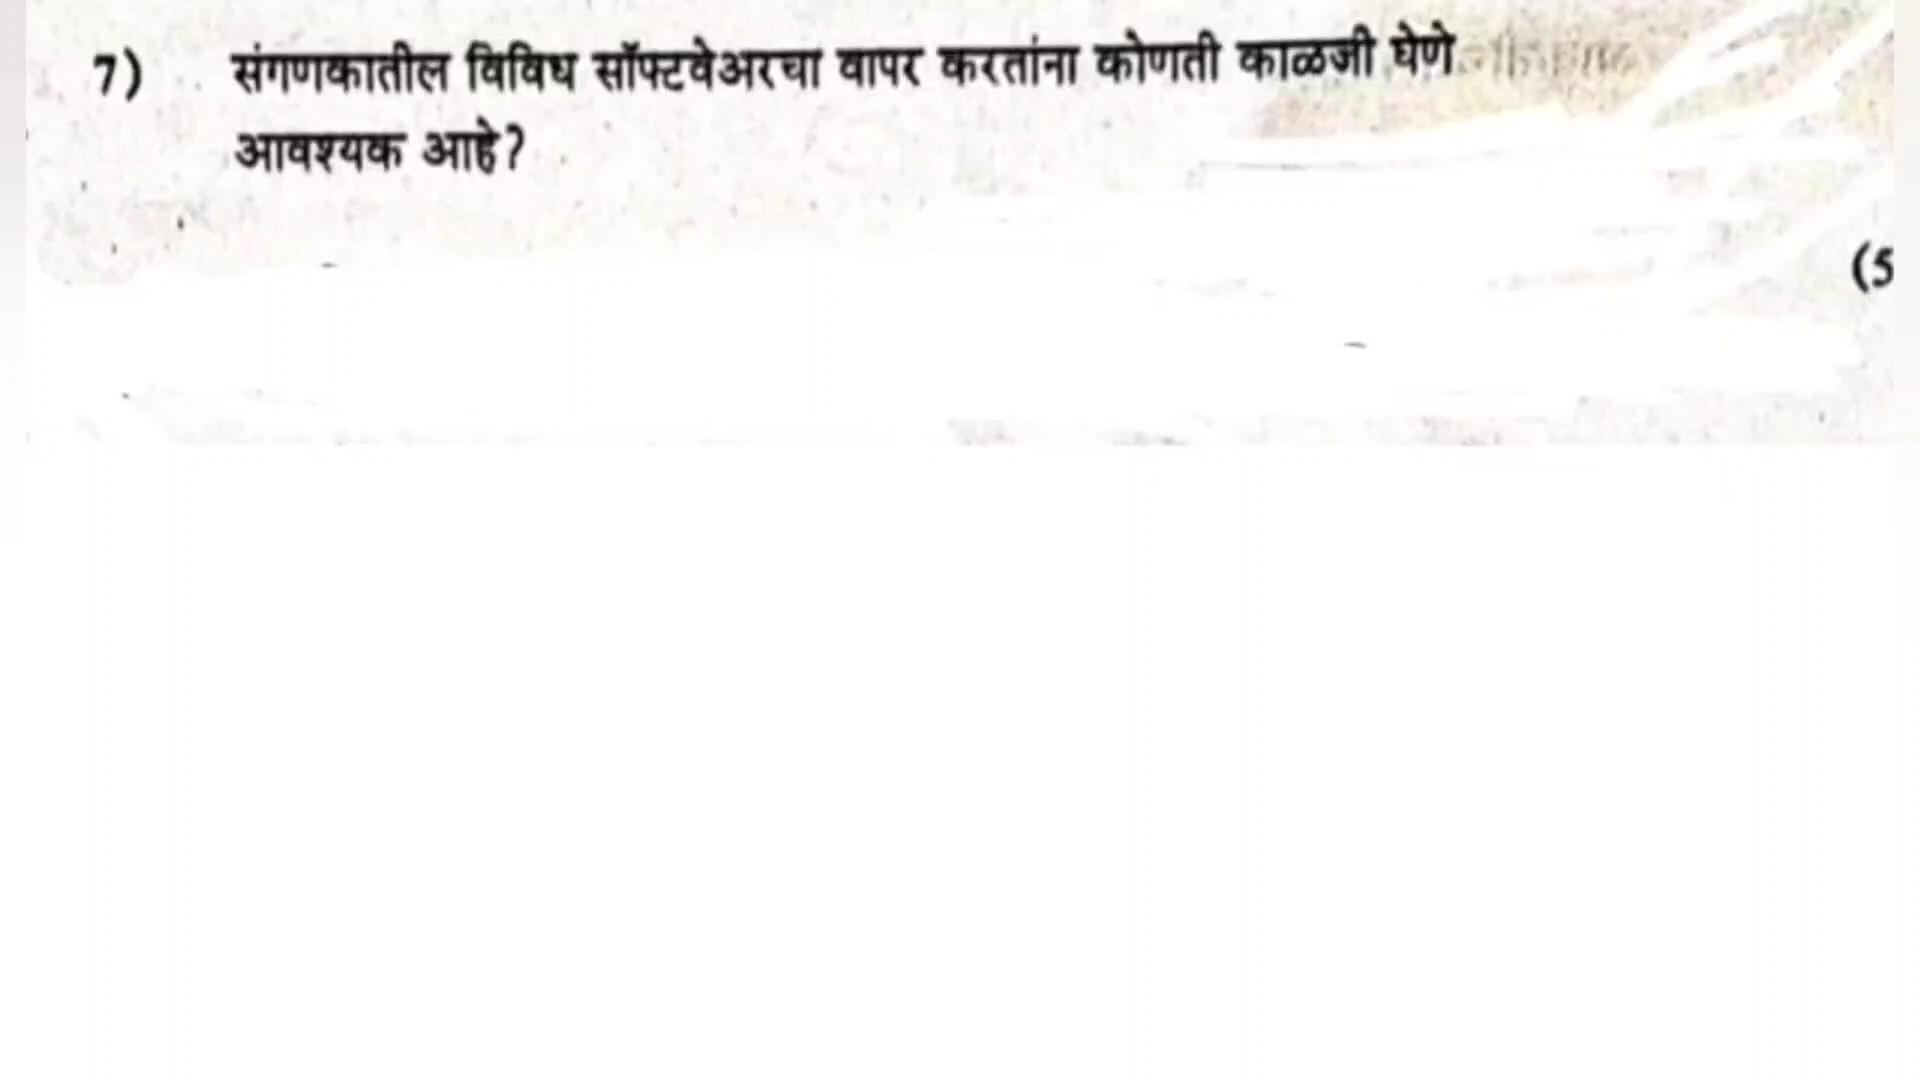 7) संगणकातील विविध सॉफ्टवेअरचा वापर करतांना कोणती काळजी घेणे
आवश्यक आहे?
(5